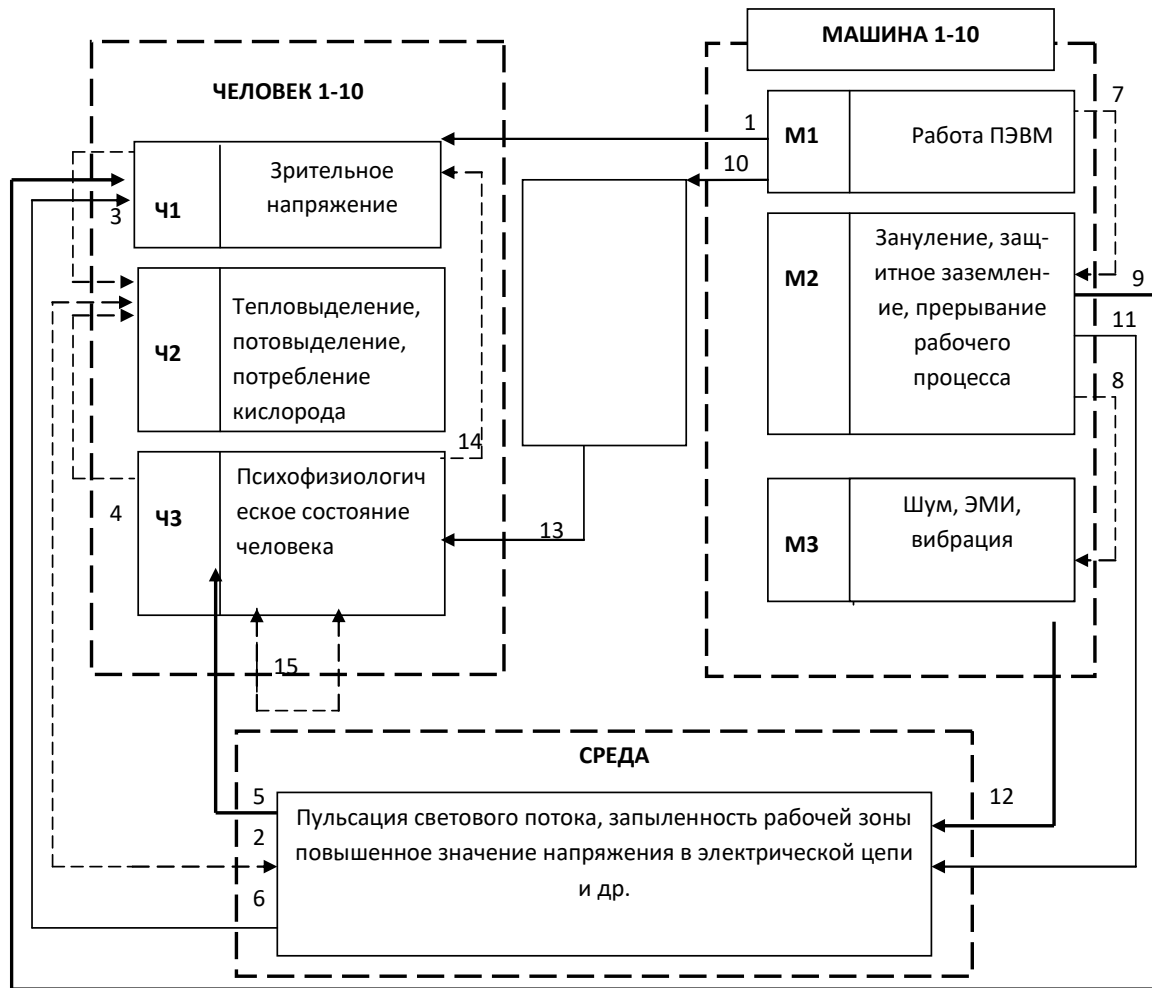 МАШИНА 1-10
ЧЕЛОВЕК 1-10
7
1
М1
Работа ПЭВМ
10
Зрительное
напряжение
Ч1
3
М2
Зануление, защ-
итное заземлен-
ие, прерывание
рабочего
процесса
9
11
8
Ч2
Тепловыделение,
потовыделение,
потребление
кислорода
14
Ч3
Психофизиологич
еское состояние
человека
4
13
М3
Шум, ЭМИ,
вибрация
15
СРЕДА
5
12
2
6
Пульсация светового потока, запыленность рабочей зоны
повышенное значение напряжения в электрической цепи
и др.